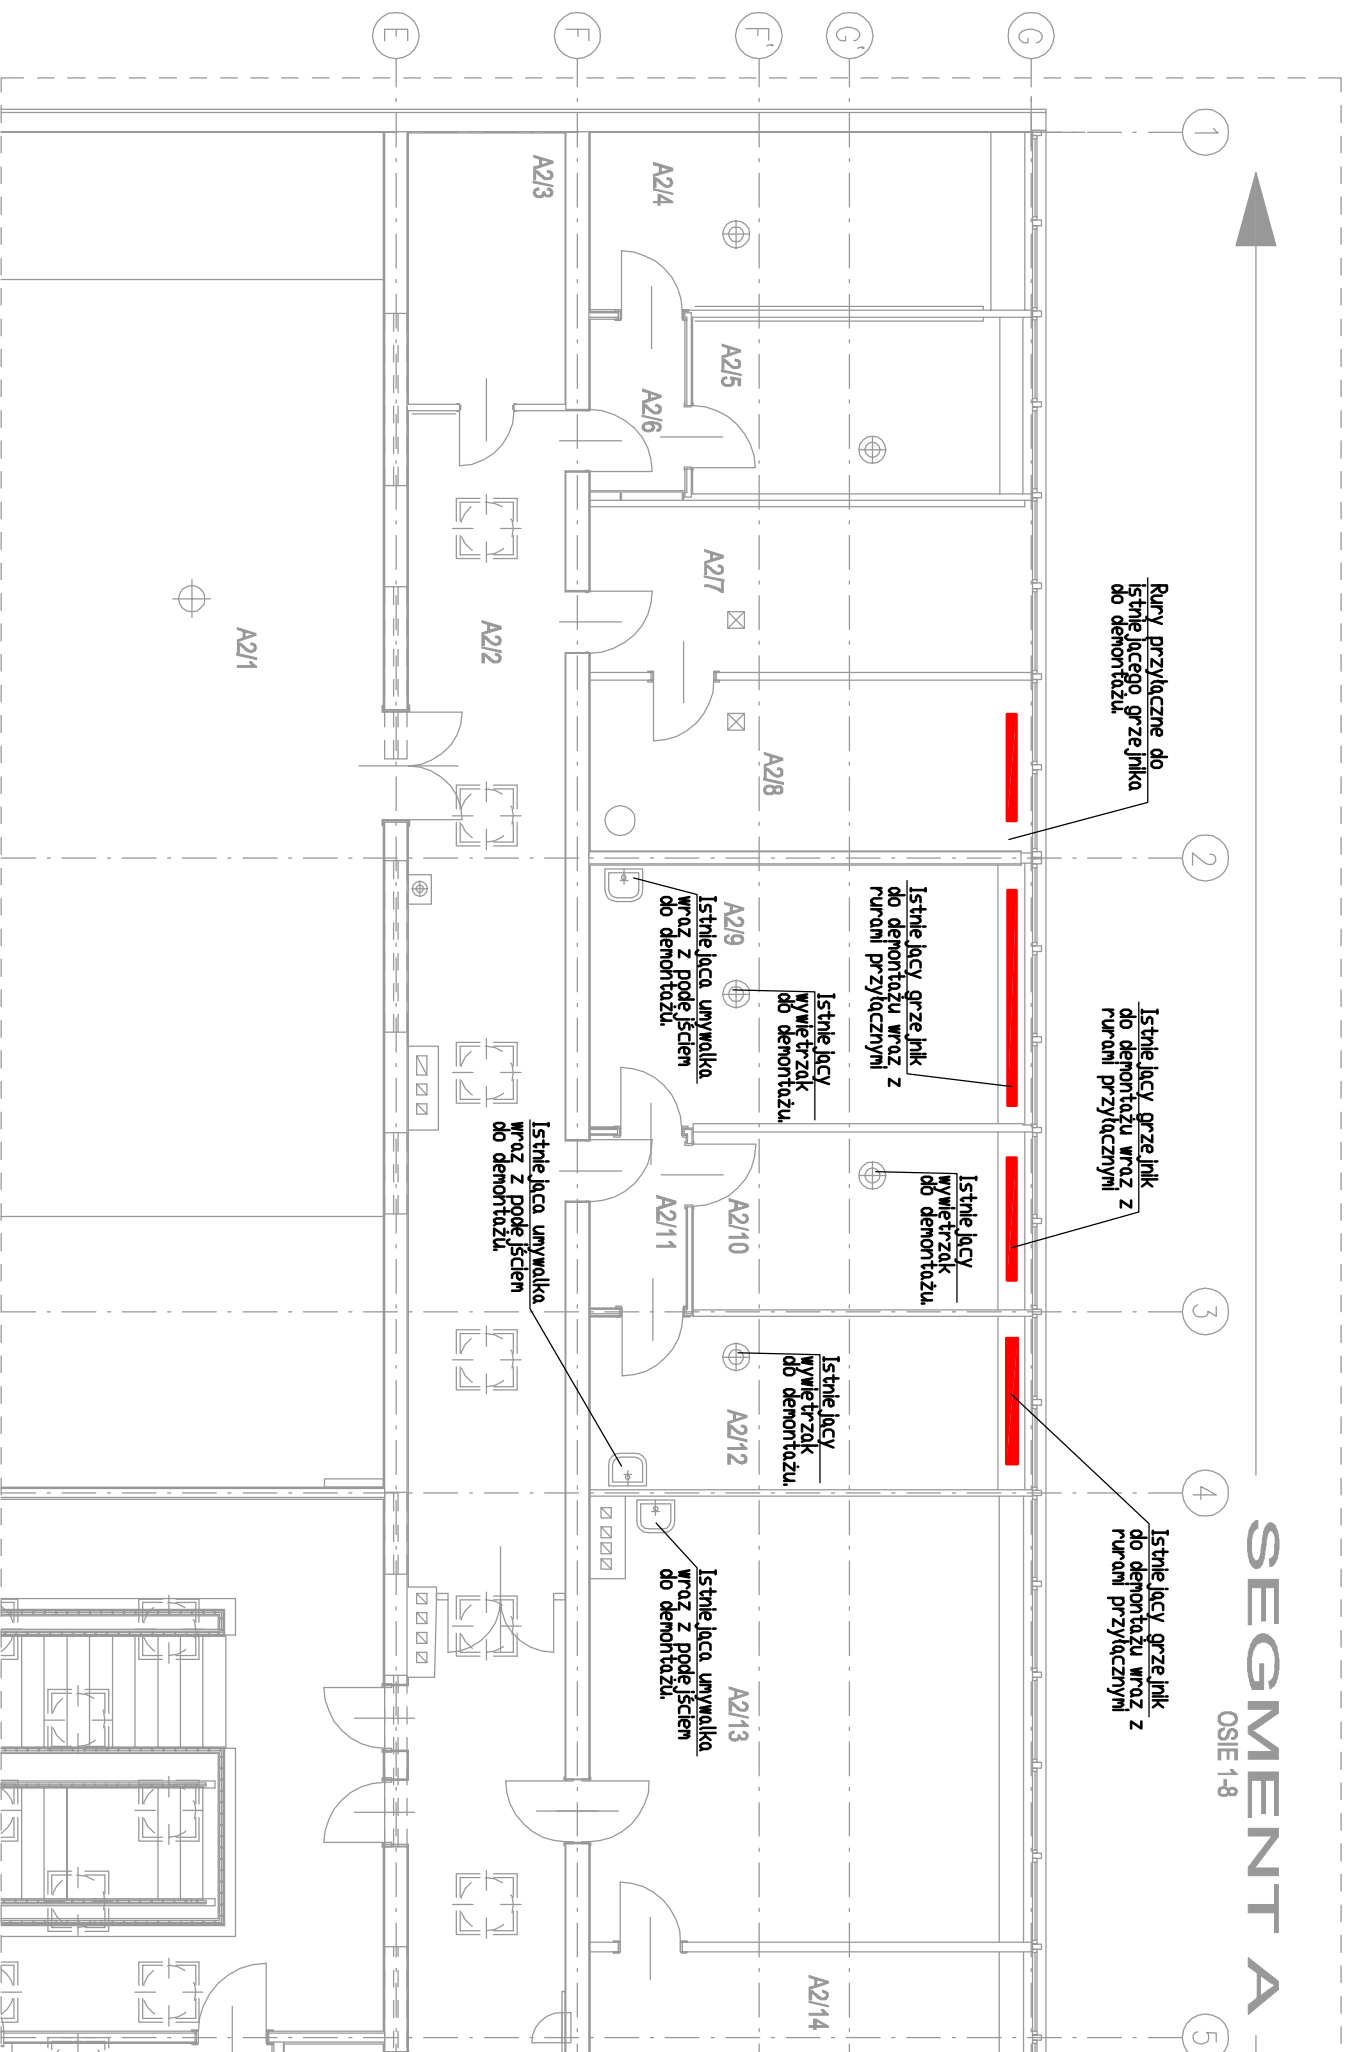 SEGMENT A
OSIE 1-8
1
2
3
4
5
G
G'
F'
F
E
Rury przyłączne do
istniejącego grzejnika
do demontażu.
Istniejący grzejnik
do demontażu wraz z
rurami przyłącznymi
Istniejący grzejnik
do demontażu wraz z
rurami przyłącznymi
Istniejący grzejnik
do demontażu wraz z
rurami przyłącznymi
Istniejący
wywietrzak
do demontażu.
Istniejący
wywietrzak
do demontażu.
Istniejący
wywietrzak
do demontażu.
Istniejąca umywalka
wraz z podejściem
do demontażu.
Istniejąca umywalka
wraz z podejściem
do demontażu.
Istniejąca umywalka
wraz z podejściem
do demontażu.
A2/4
A2/5
A2/6
A2/7
A2/8
A2/9
A2/10
A2/11
A2/12
A2/13
A2/14
A2/3
A2/2
A2/1